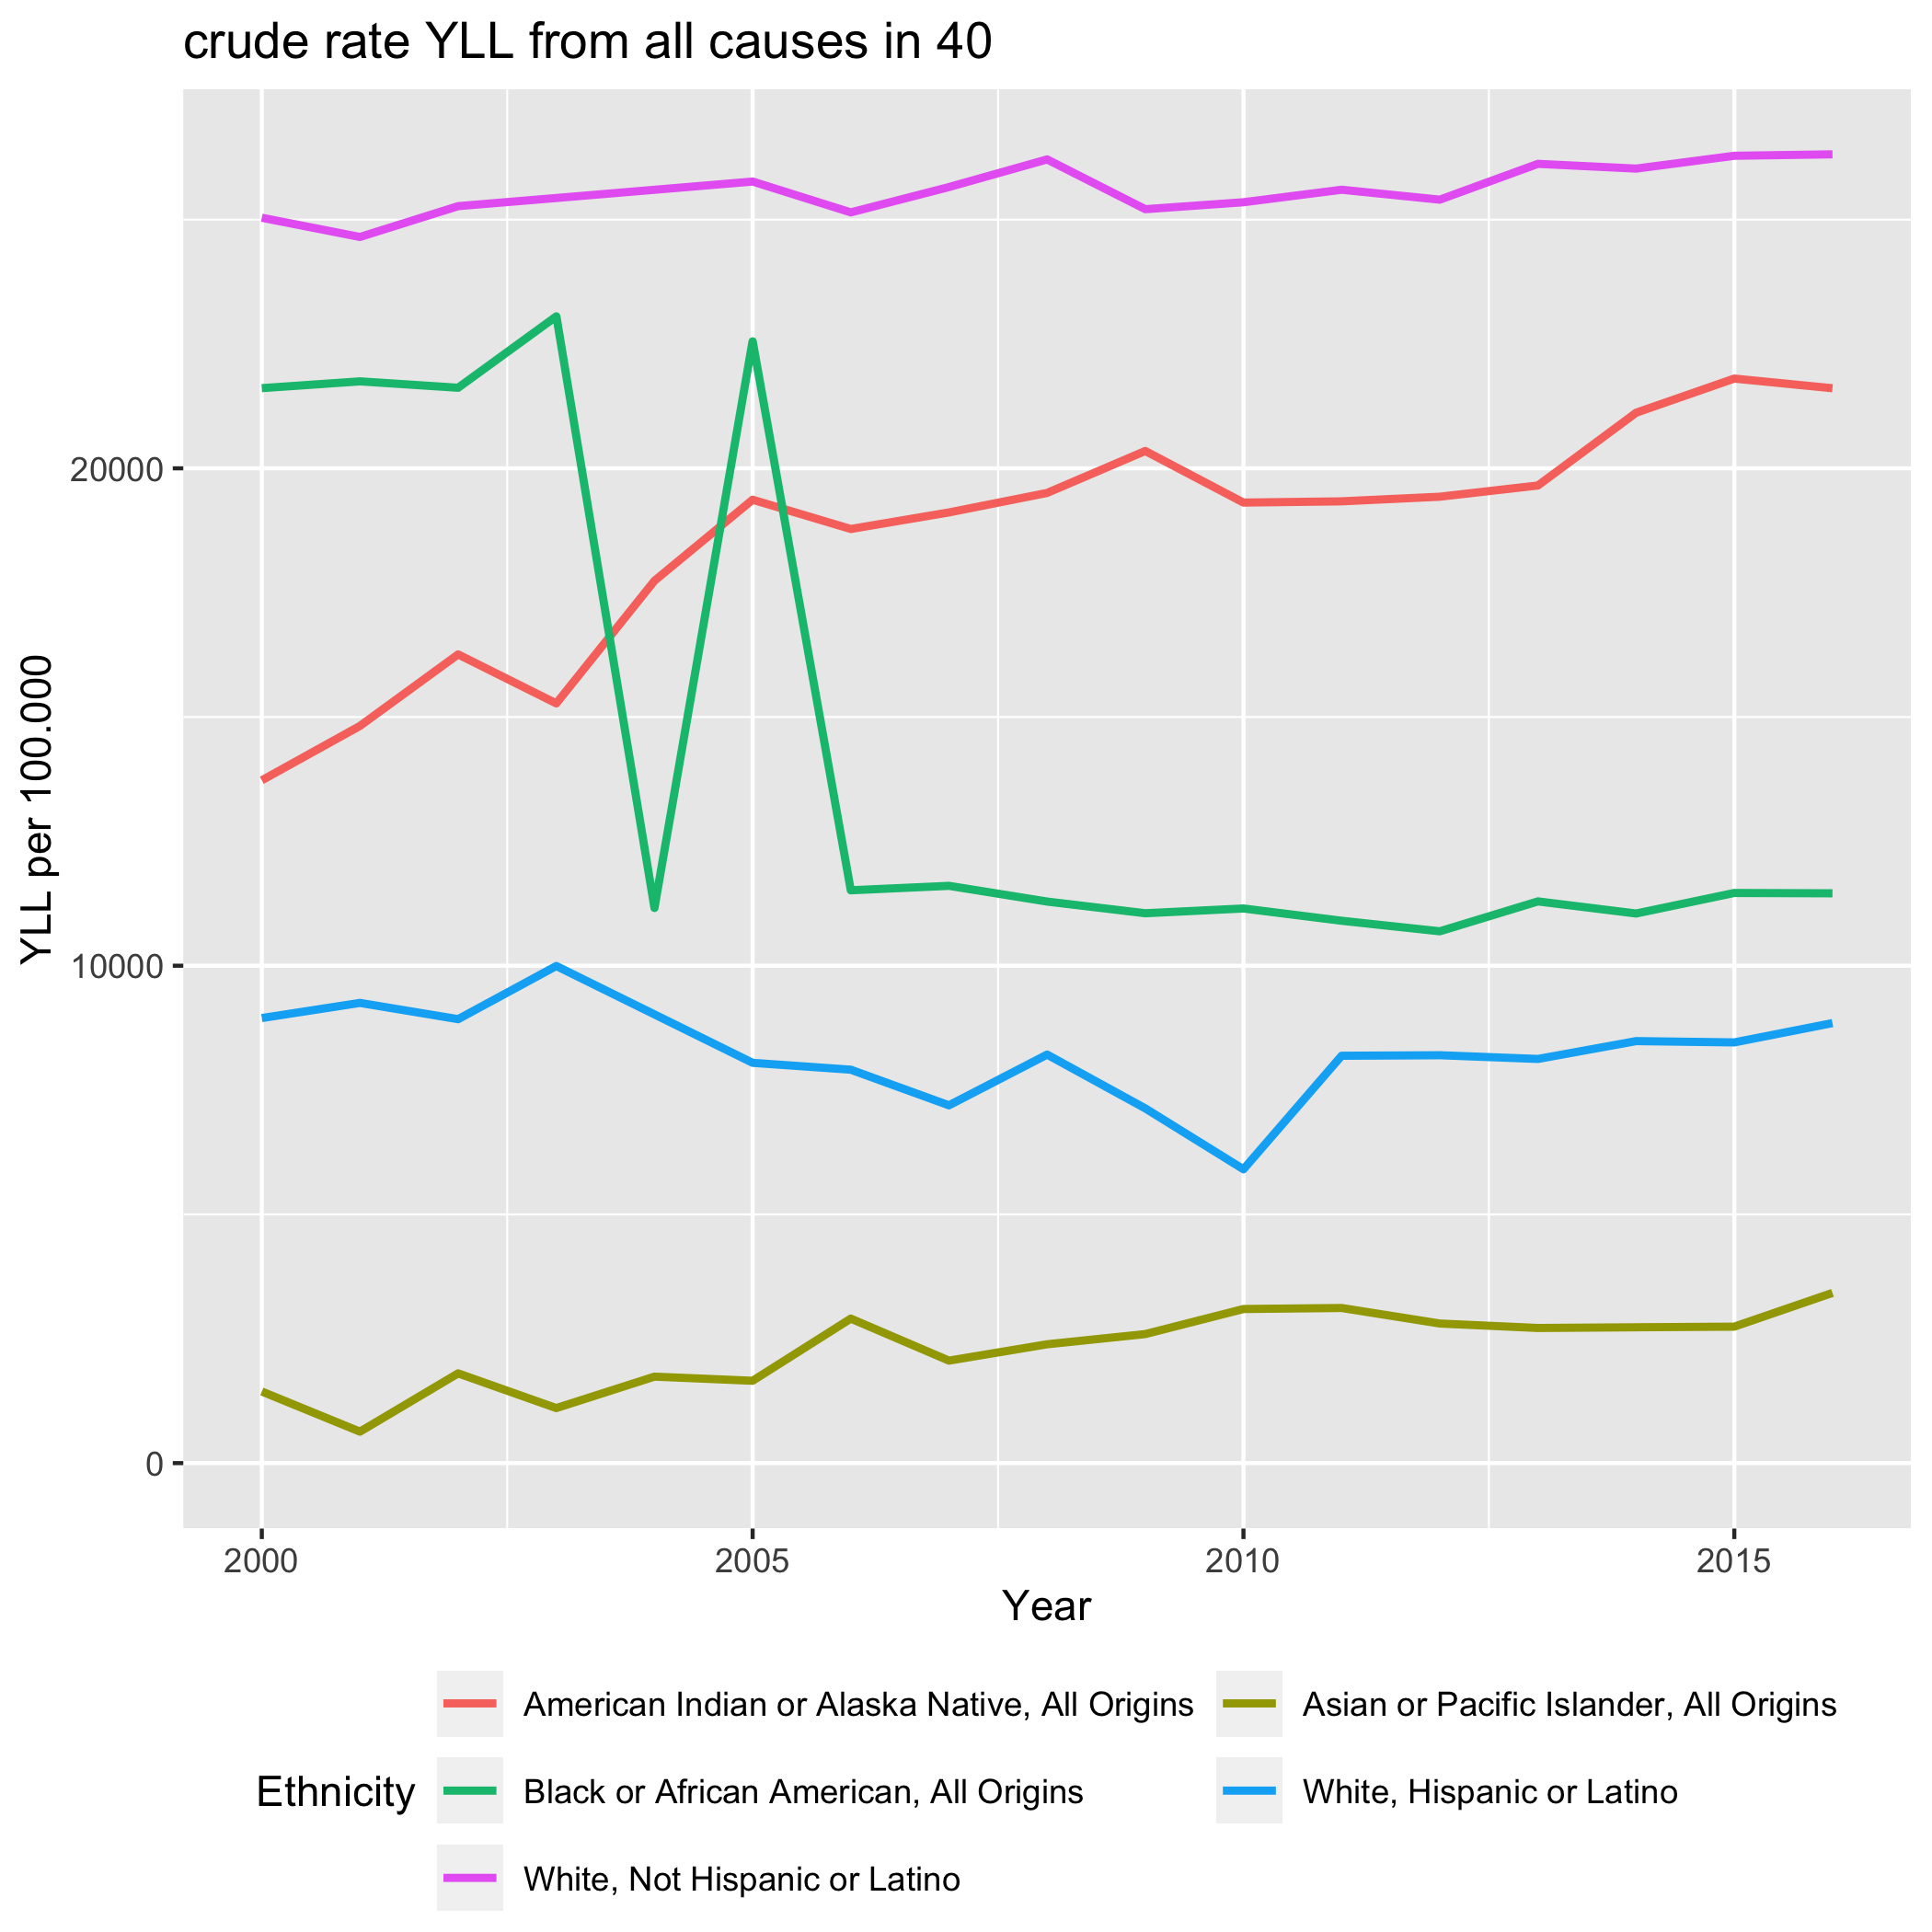 crude rate YLL from all causes in 40
YLL per 100.000
20000
10000
0
2000 2005 2010 2015
Year
Ethnicity
American Indian or Alaska Native, All Origins
Asian or Pacific Islander, All Origins
Black or African American, All Origins
White, Hispanic or Latino
White, Not Hispanic or Latino